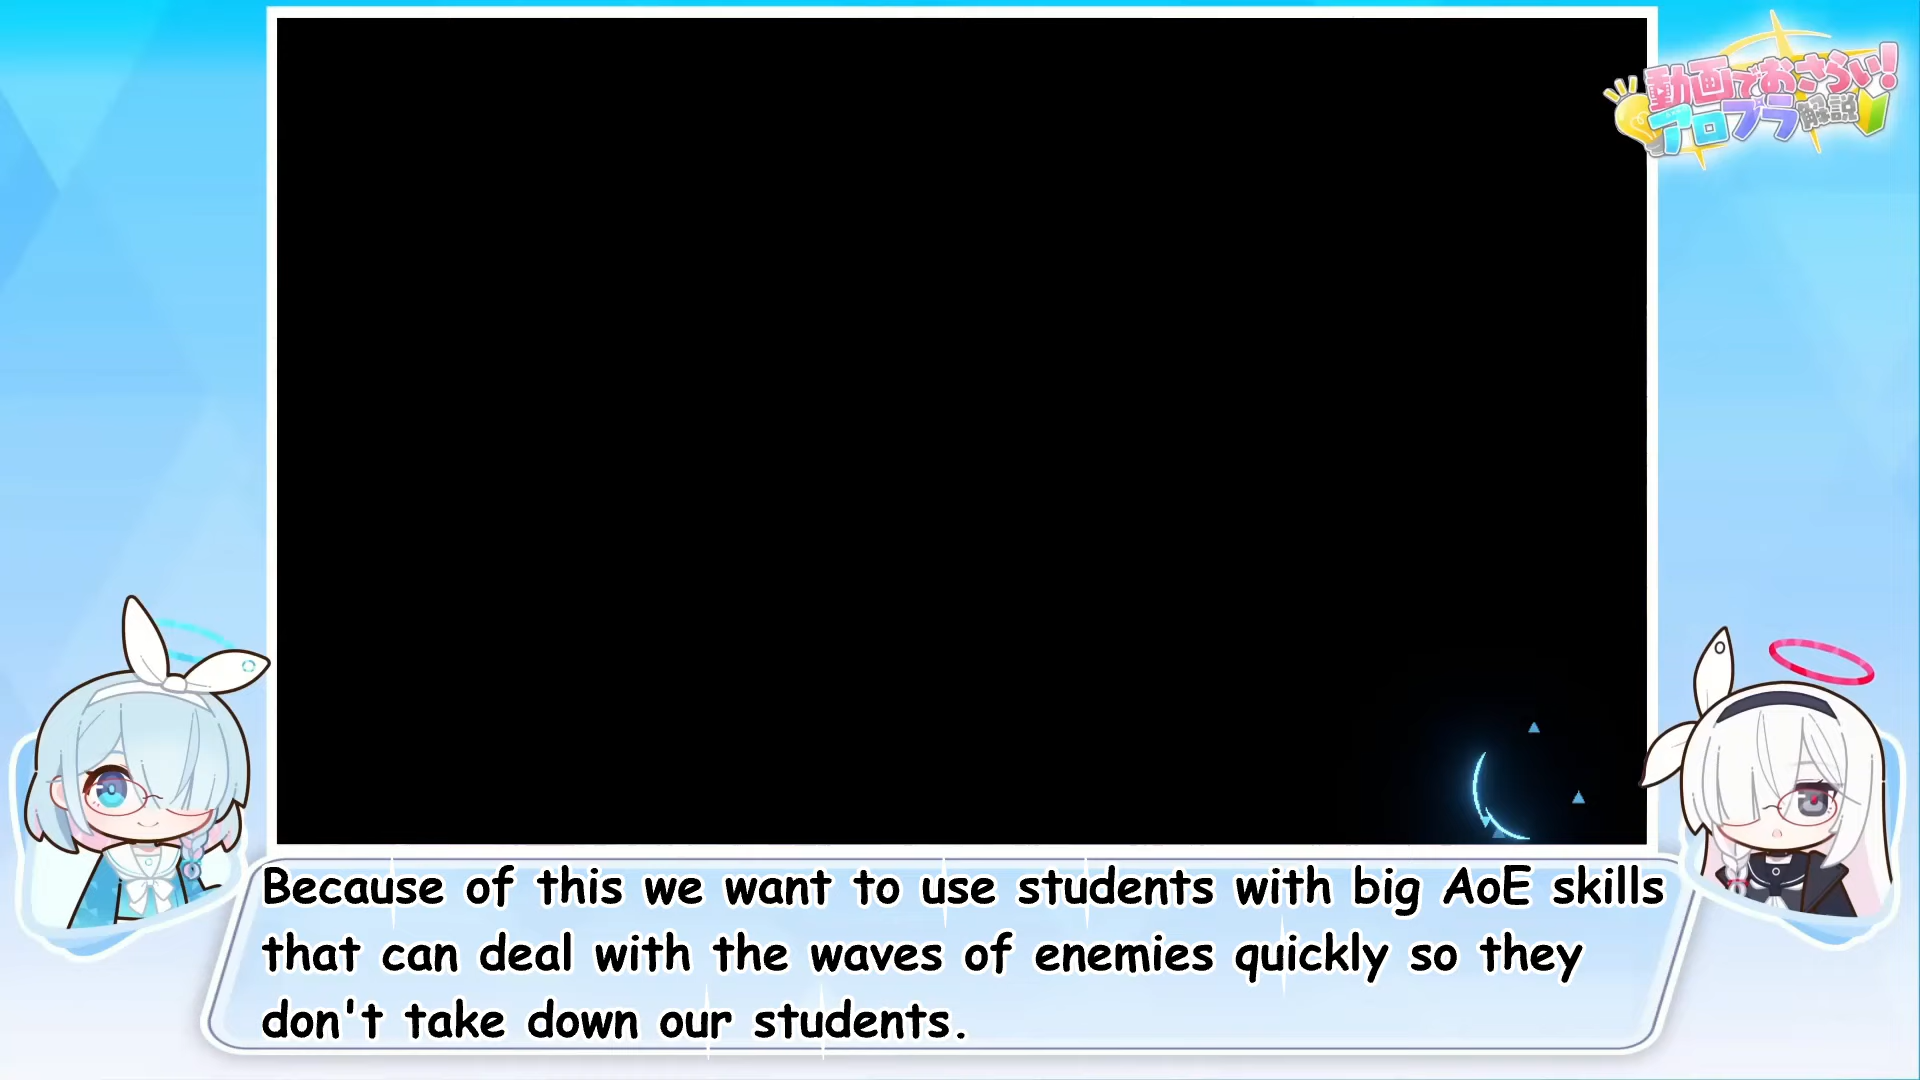 動画でおさらい!
アロプラ解説
Because of this we want to use students with big AoE skills
that can deal with the waves of enemies quickly so they
don't take down our students.